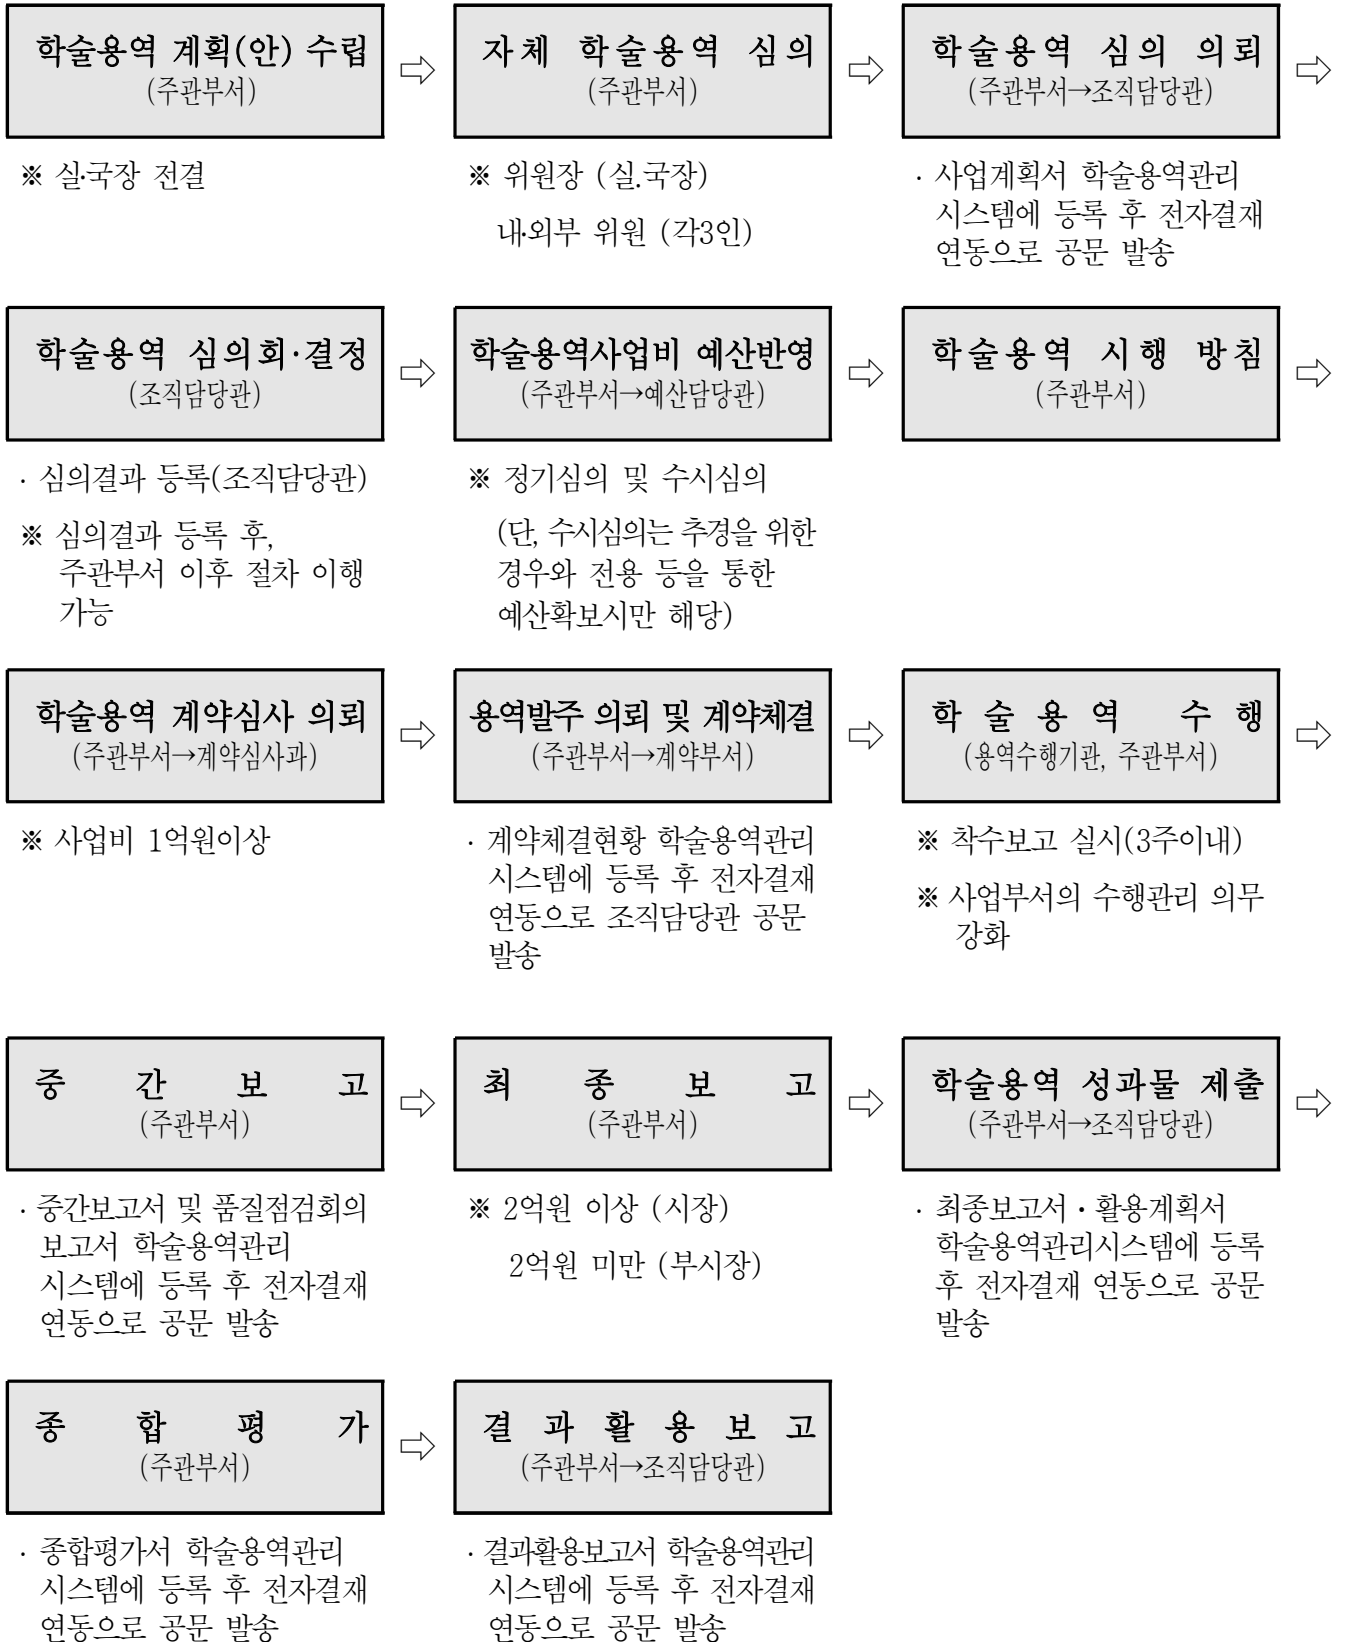 학술용역 계획(안) 수립
(주관부서)
※ 실·국장 전결
⇨
자체 학술용역 심의
(주관부서)
※ 위원장 (실.국장)
내·외부 위원 (각3인)
⇨
학술용역 심의 의뢰
(주관부서→조직담당관)
· 사업계획서 학술용역관리
시스템에 등록 후 전자결재
연동으로 공문 발송
⇨
학술용역 심의회·결정
(조직담당관)
· 심의결과 등록(조직담당관)
※ 심의결과 등록 후,
주관부서 이후 절차 이행
가능
⇨
학술용역사업비 예산반영
(주관부서→예산담당관)
※ 정기심의 및 수시심의
(단, 수시심의는 추경을 위한
경우와 전용 등을 통한
예산확보시만 해당)
⇨
학술용역 시행 방침
(주관부서)
⇨
학술용역 계약심사 의뢰
(주관부서→계약심사과)
※ 사업비 1억원이상
⇨
용역발주 의뢰 및 계약체결
(주관부서→계약부서)
· 계약체결현황 학술용역관리
시스템에 등록 후 전자결재
연동으로 조직담당관 공문
발송
⇨
학 술 용 역 수 행
(용역수행기관, 주관부서)
※ 착수보고 실시(3주이내)
※ 사업부서의 수행관리 의무
강화
⇨
중 간 보 고
(주관부서)
· 중간보고서 및 품질점검회의
보고서 학술용역관리
시스템에 등록 후 전자결재
연동으로 공문 발송
⇨
최 종 보 고
(주관부서)
※ 2억원 이상 (시장)
2억원 미만 (부시장)
⇨
학술용역 성과물 제출
(주관부서→조직담당관)
· 최종보고서・활용계획서
학술용역관리시스템에 등록
후 전자결재 연동으로 공문
발송
⇨
종 합 평 가
(주관부서)
· 종합평가서 학술용역관리
시스템에 등록 후 전자결재
연동으로 공문 발송
⇨
결 과 활 용 보 고
(주관부서→조직담당관)
· 결과활용보고서 학술용역관리
시스템에 등록 후 전자결재
연동으로 공문 발송